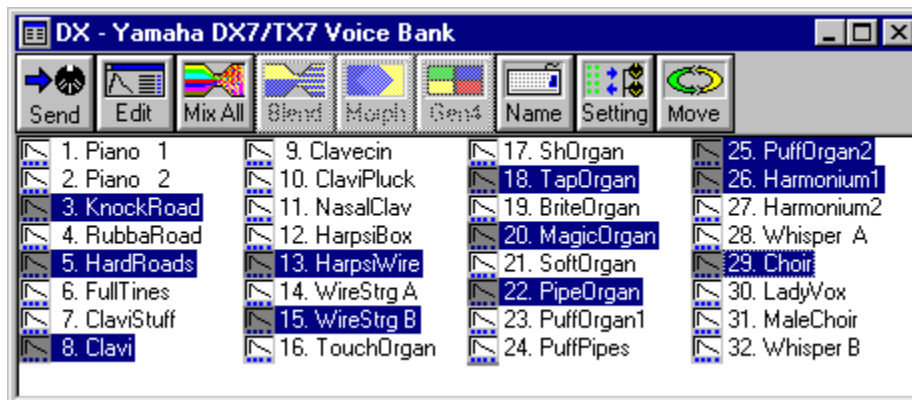 DX - Yamaha DX7/TX7 Voice Bank
Send Edit Mix All Blend Morph Gen4 Name Setting Move
1. Piano 1
2. Piano 2
3. KnockRoad
4. RubbaRoad
5. HardRoads
6. FullTines
7. ClaviStuff
8. Clavi
9. Clavecin
10. ClaviPluck
11. NasalClav
12. HarpsiBox
13. HarpsiWire
14. WireStrg A
15. WireStrg B
16. TouchOrgan
17. ShOrgan
18. TapOrgan
19. BriteOrgan
20. MagicOrgan
21. SoftOrgan
22. PipeOrgan
23. PuffOrgan1
24. PuffPipes
25. PuffOrgan2
26. Harmonium1
27. Harmonium2
28. Whisper A
29. Choir
30. LadyVox
31. MaleChoir
32. Whisper B